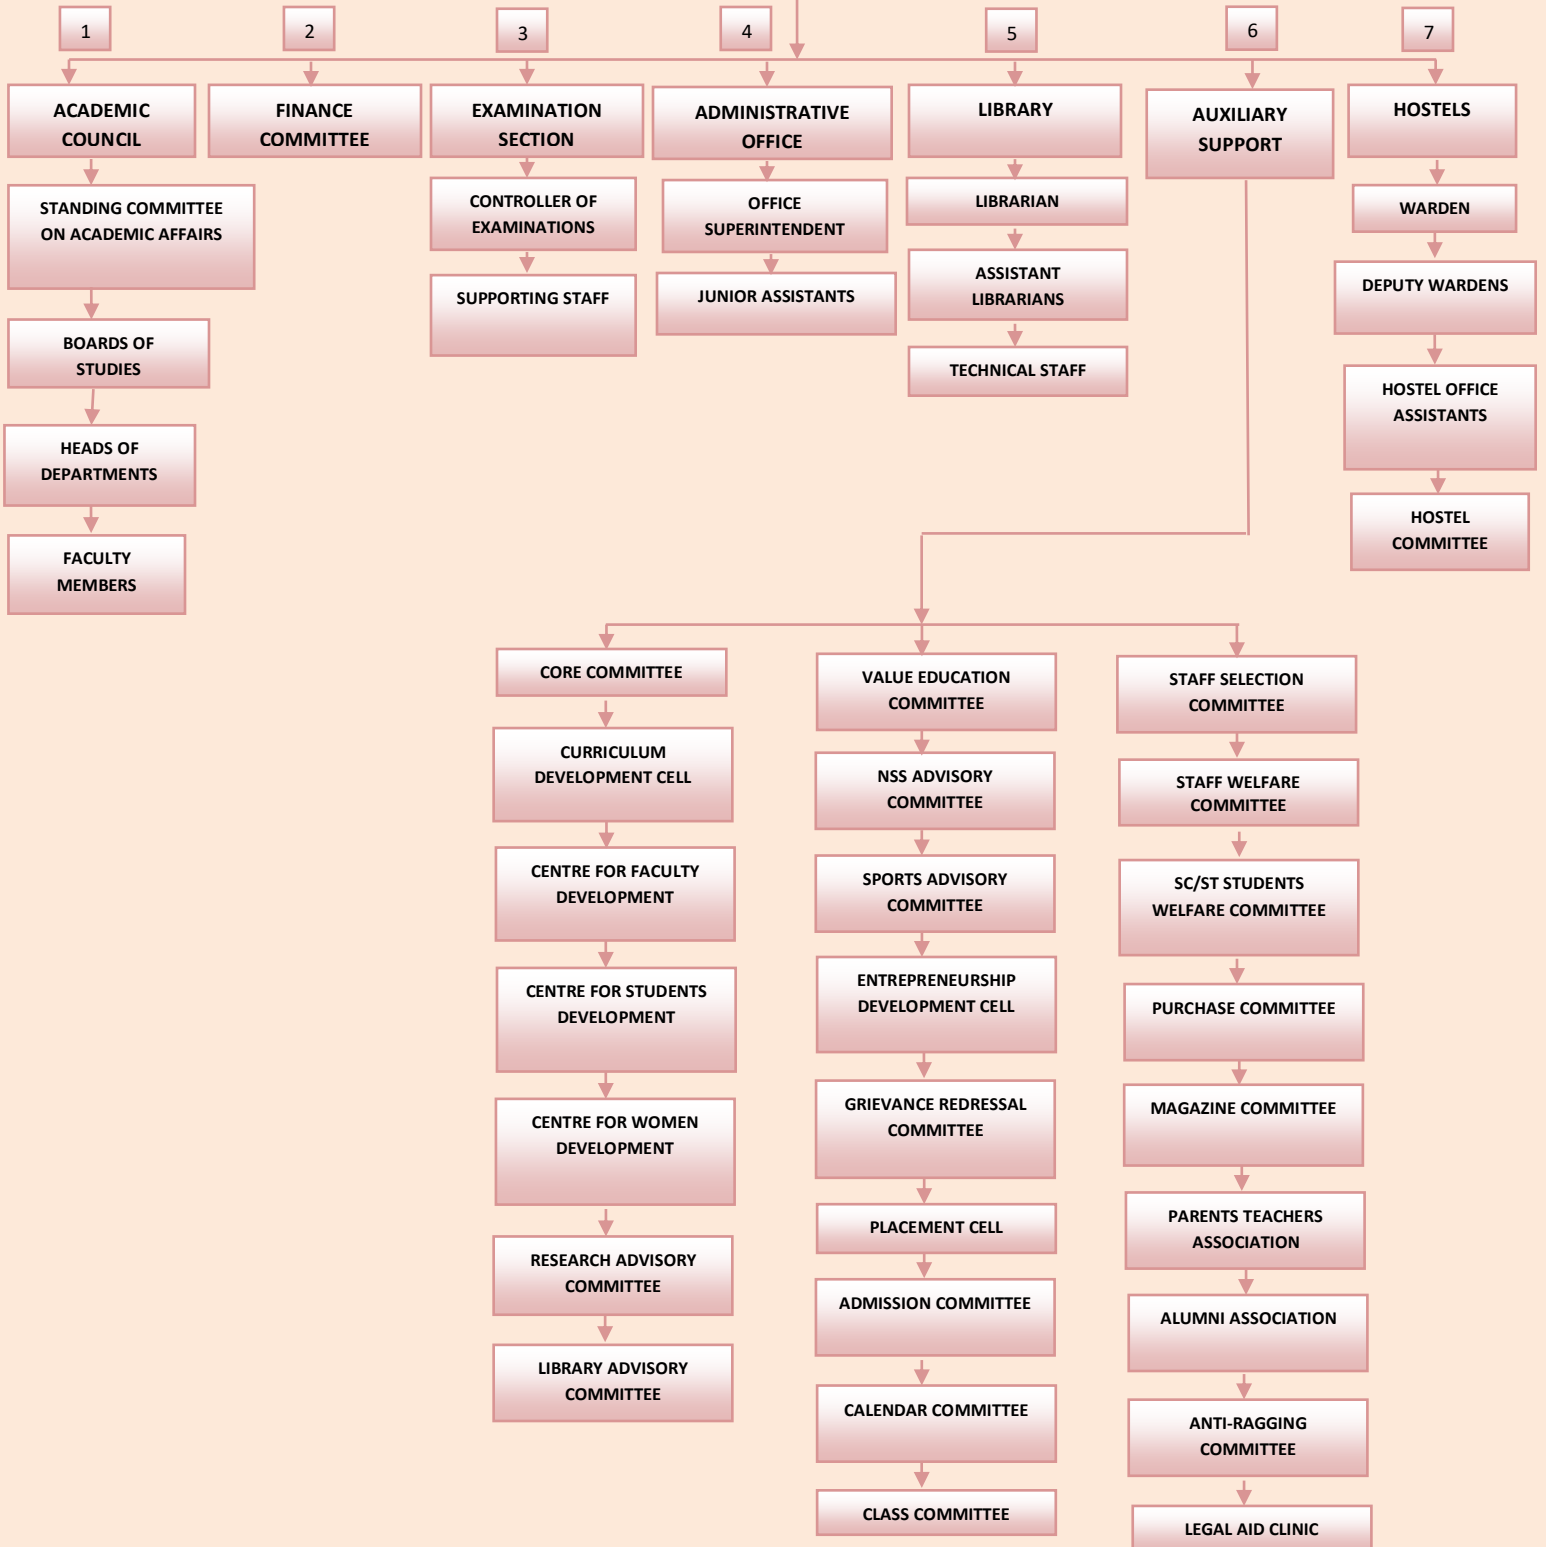 1
2
3
4
5
6
7
ACADEMIC
COUNCIL
FINANCE
COMMITTEE
EXAMINATION
SECTION
ADMINISTRATIVE
OFFICE
LIBRARY
AUXILIARY
SUPPORT
HOSTELS
STANDING COMMITTEE
ON ACADEMIC AFFAIRS
BOARDS OF
STUDIES
HEADS OF
DEPARTMENTS
FACULTY
MEMBERS
CONTROLLER OF
EXAMINATIONS
SUPPORTING STAFF
OFFICE
SUPERINTENDENT
JUNIOR ASSISTANTS
LIBRARIAN
ASSISTANT
LIBRARIANS
TECHNICAL STAFF
WARDEN
DEPUTY WARDENS
HOSTEL OFFICE
ASSISTANTS
HOSTEL
COMMITTEE
CORE COMMITTEE
CURRICULUM
DEVELOPMENT CELL
CENTRE FOR FACULTY
DEVELOPMENT
CENTRE FOR STUDENTS
DEVELOPMENT
CENTRE FOR WOMEN
DEVELOPMENT
RESEARCH ADVISORY
COMMITTEE
LIBRARY ADVISORY
COMMITTEE
VALUE EDUCATION
COMMITTEE
NSS ADVISORY
COMMITTEE
SPORTS ADVISORY
COMMITTEE
ENTREPRENEURSHIP
DEVELOPMENT CELL
GRIEVANCE REDRESSAL
COMMITTEE
PLACEMENT CELL
ADMISSION COMMITTEE
CALENDAR COMMITTEE
CLASS COMMITTEE
STAFF SELECTION
COMMITTEE
STAFF WELFARE
COMMITTEE
SC/ST STUDENTS
WELFARE COMMITTEE
PURCHASE COMMITTEE
MAGAZINE COMMITTEE
PARENTS TEACHERS
ASSOCIATION
ALUMNI ASSOCIATION
ANTI-RAGGING
COMMITTEE
LEGAL AID CLINIC